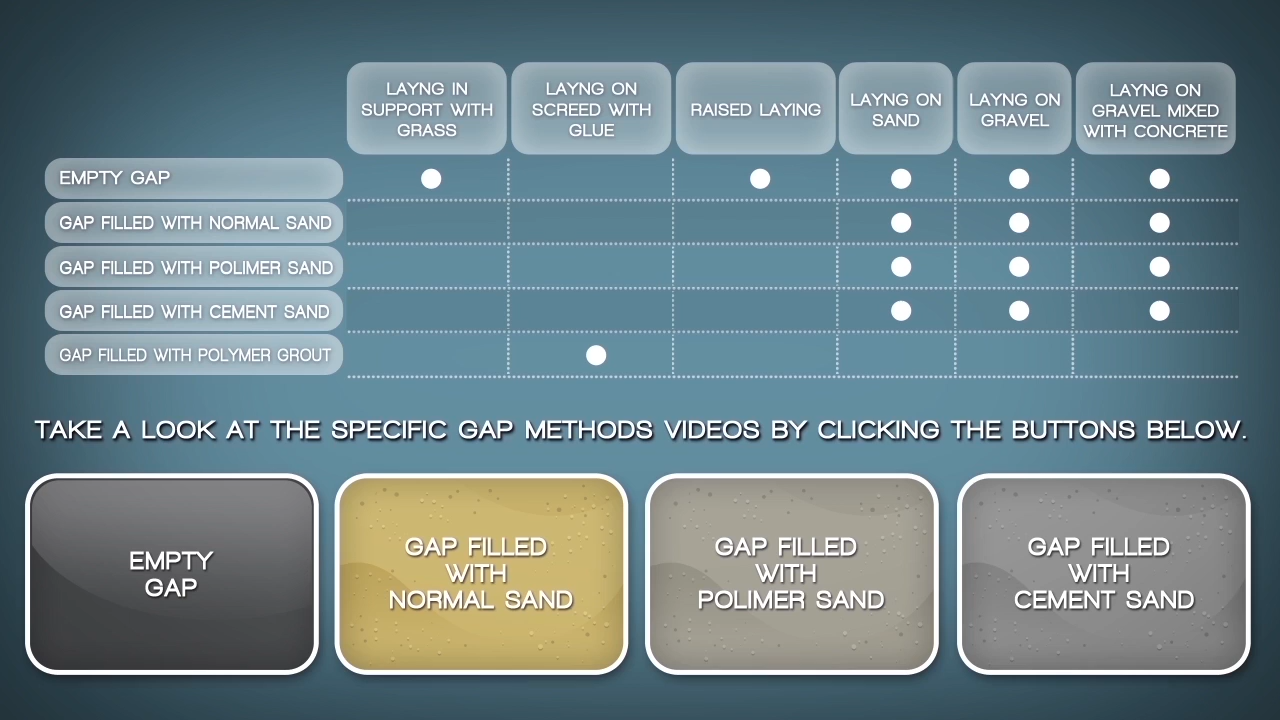 LAYNG IN
SUPPORT WITH
GRASS
LAYNG ON
SCREED WITH
GLUE
RAISED LAYING
LAYNG ON
SAND
LAYNG ON
GRAVEL
LAYNG ON
GRAVEL MIXED
WITH CONCRETE
EMPTY GAP
GAP FILLED WITH NORMAL SAND
GAP FILLED WITH POLIMER SAND
GAP FILLED WITH CEMENT SAND
GAP FILLED WITH POLYMER GROUT
TAKE A LOOK AT THE SPECIFIC GAP METHODS VIDEOS BY CLICKING THE BUTTONS BELOW.
EMPTY
GAP
GAP FILLED
WITH
NORMAL SAND
GAP FILLED
WITH
POLIMER SAND
GAP FILLED
WITH
CEMENT SAND